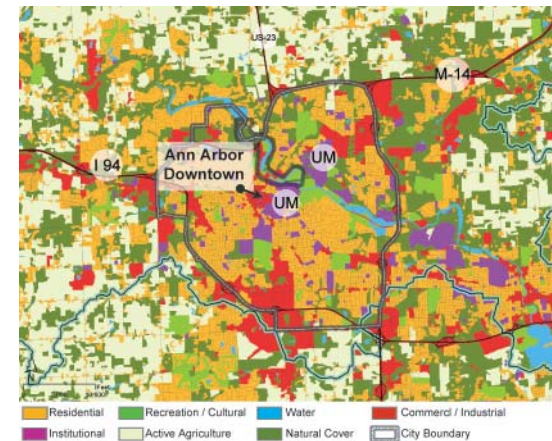 US-23
M-14
I 94
Ann Arbor
Downtown
UM
UM
N
Residential
Recreation / Cultural
Water
Commercl / Industrial
Institutional
Active Agriculture
Natural Cover
City Boundary